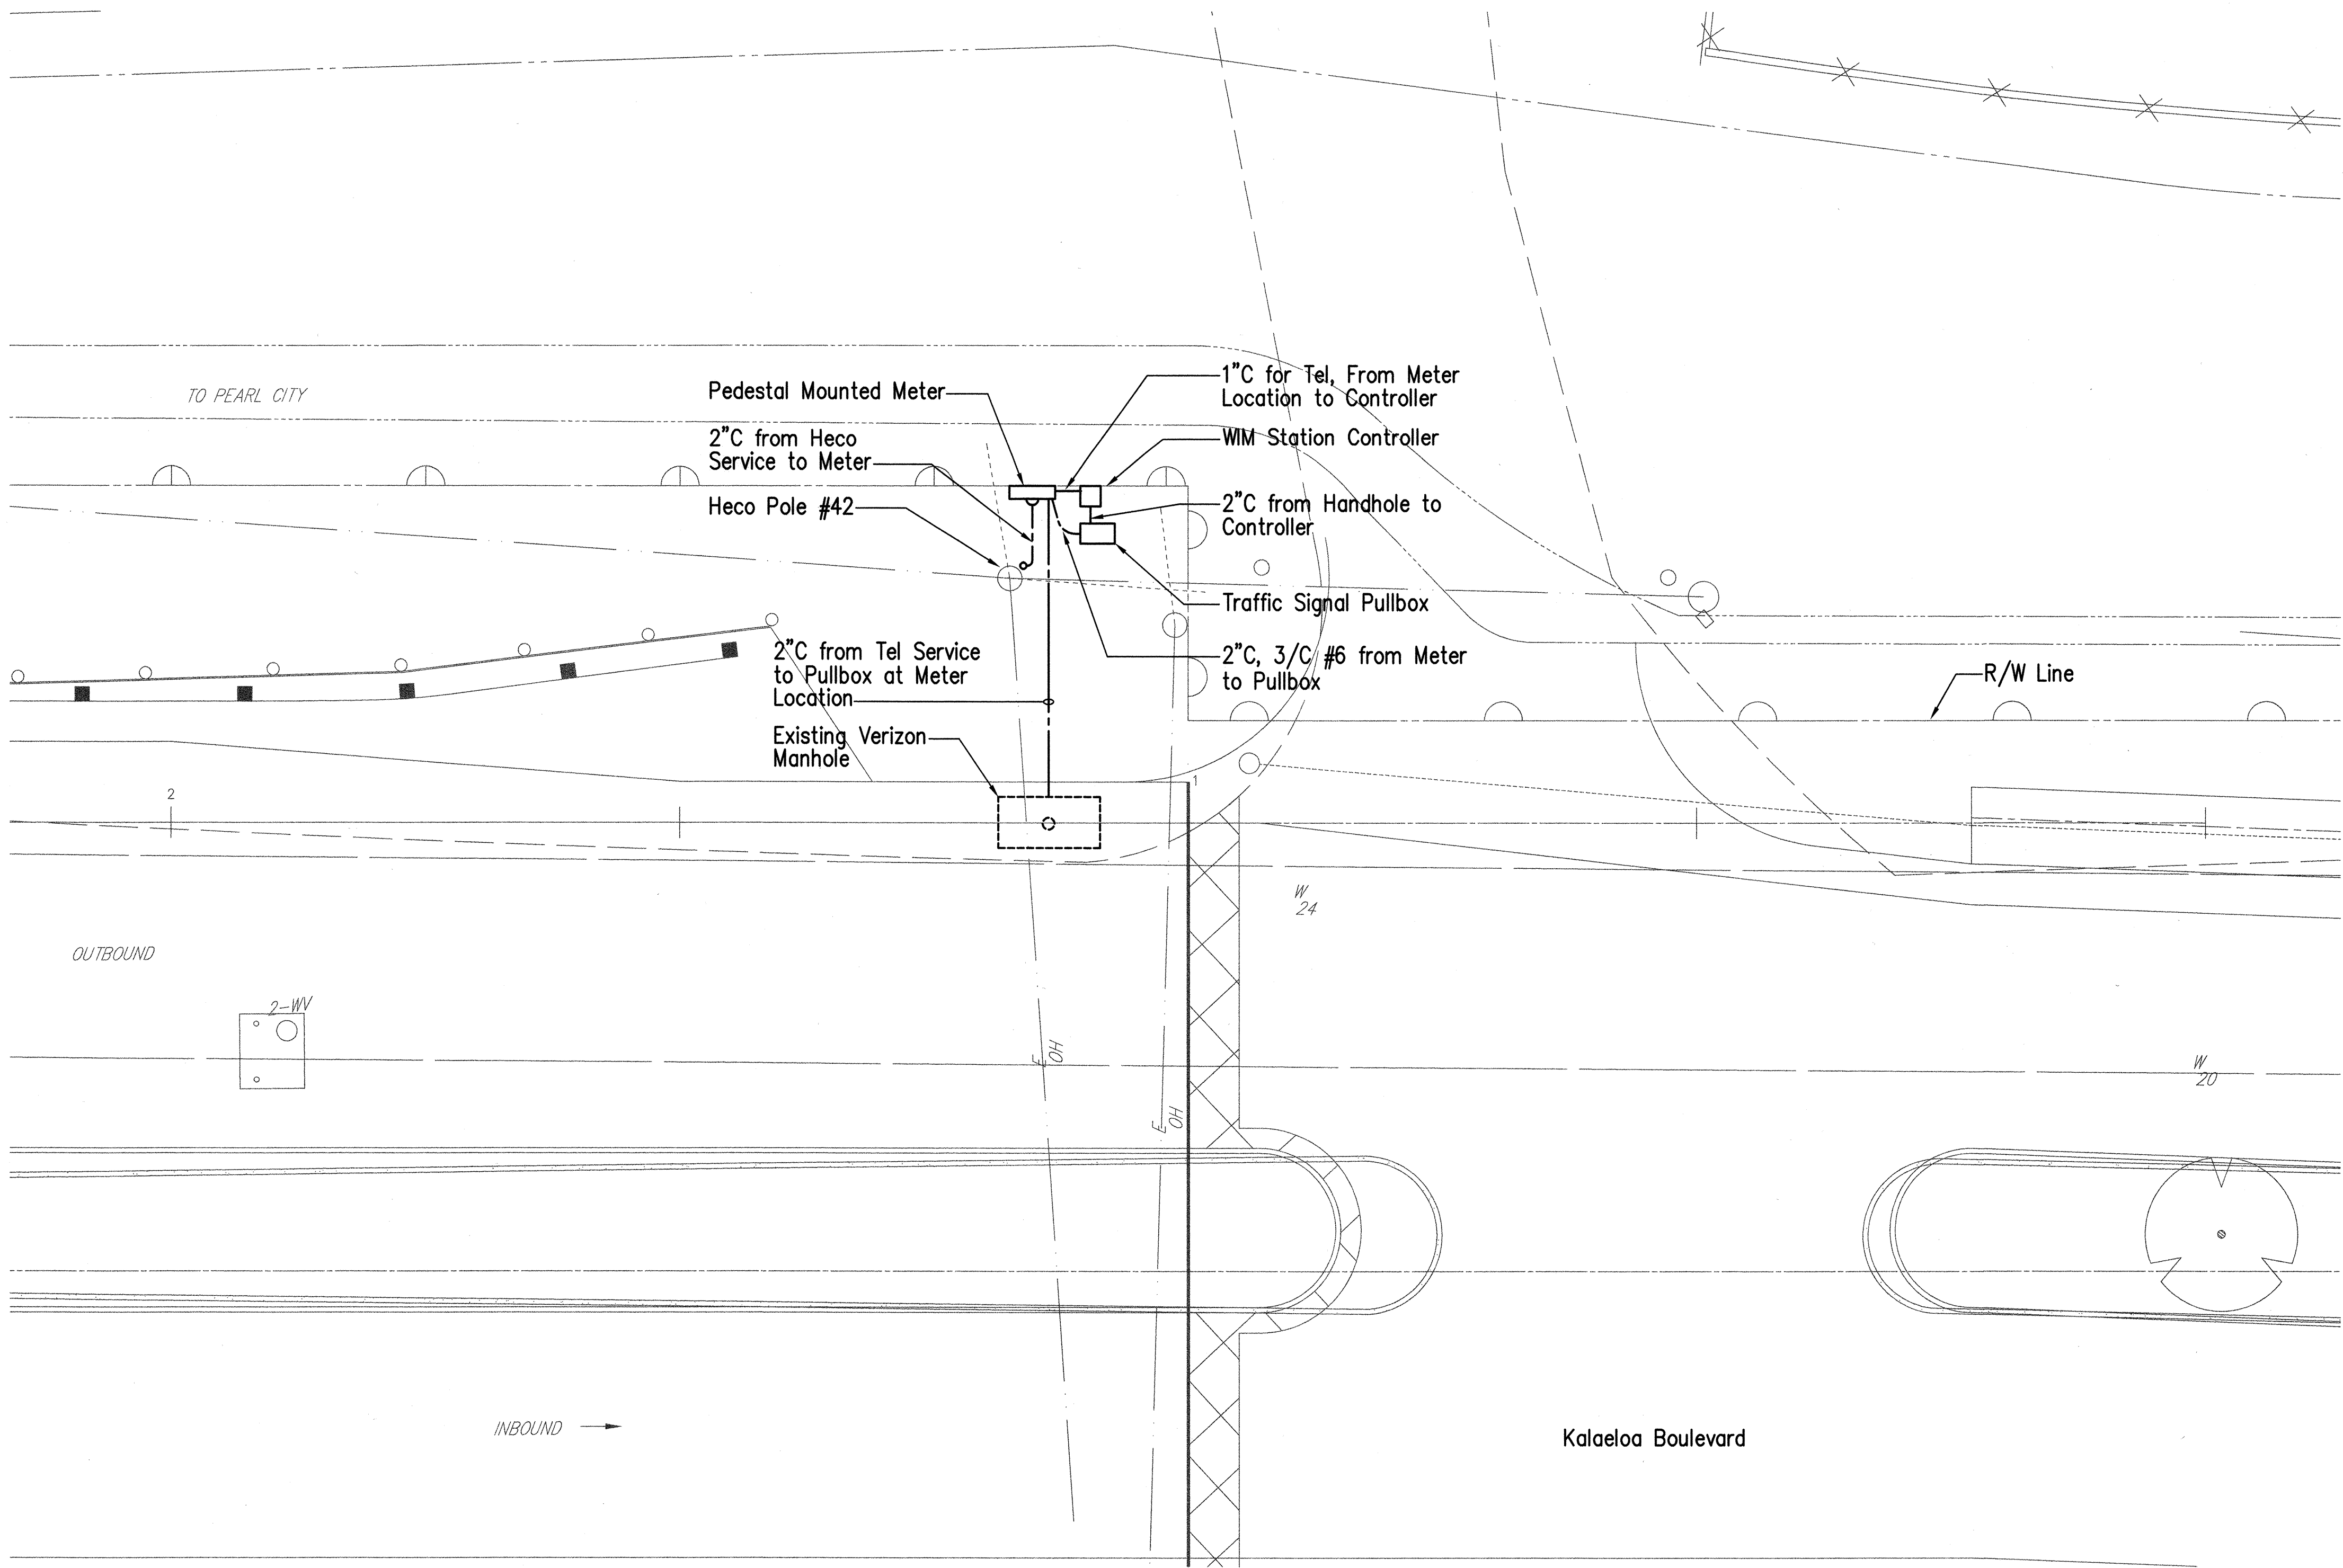 TO PEARL CITY
Pedestal Mounted Meter
2"C from Heco
Service to Meter
Heco Pole #42
1"C for Tel, From Meter
Location to Controller
WIM Station Controller
2"C from Handhole to
Controller
Traffic Signal Pullbox
2"C, 3/C #6 from Meter
to Pullbox
2"C from Tel Service
to Pullbox at Meter
Location
Existing Verizon
Manhole
R/W Line
2
1
W
24
OUTBOUND
2-WV
E
OH
E
OH
W
20
INBOUND
Kalaeloa Boulevard